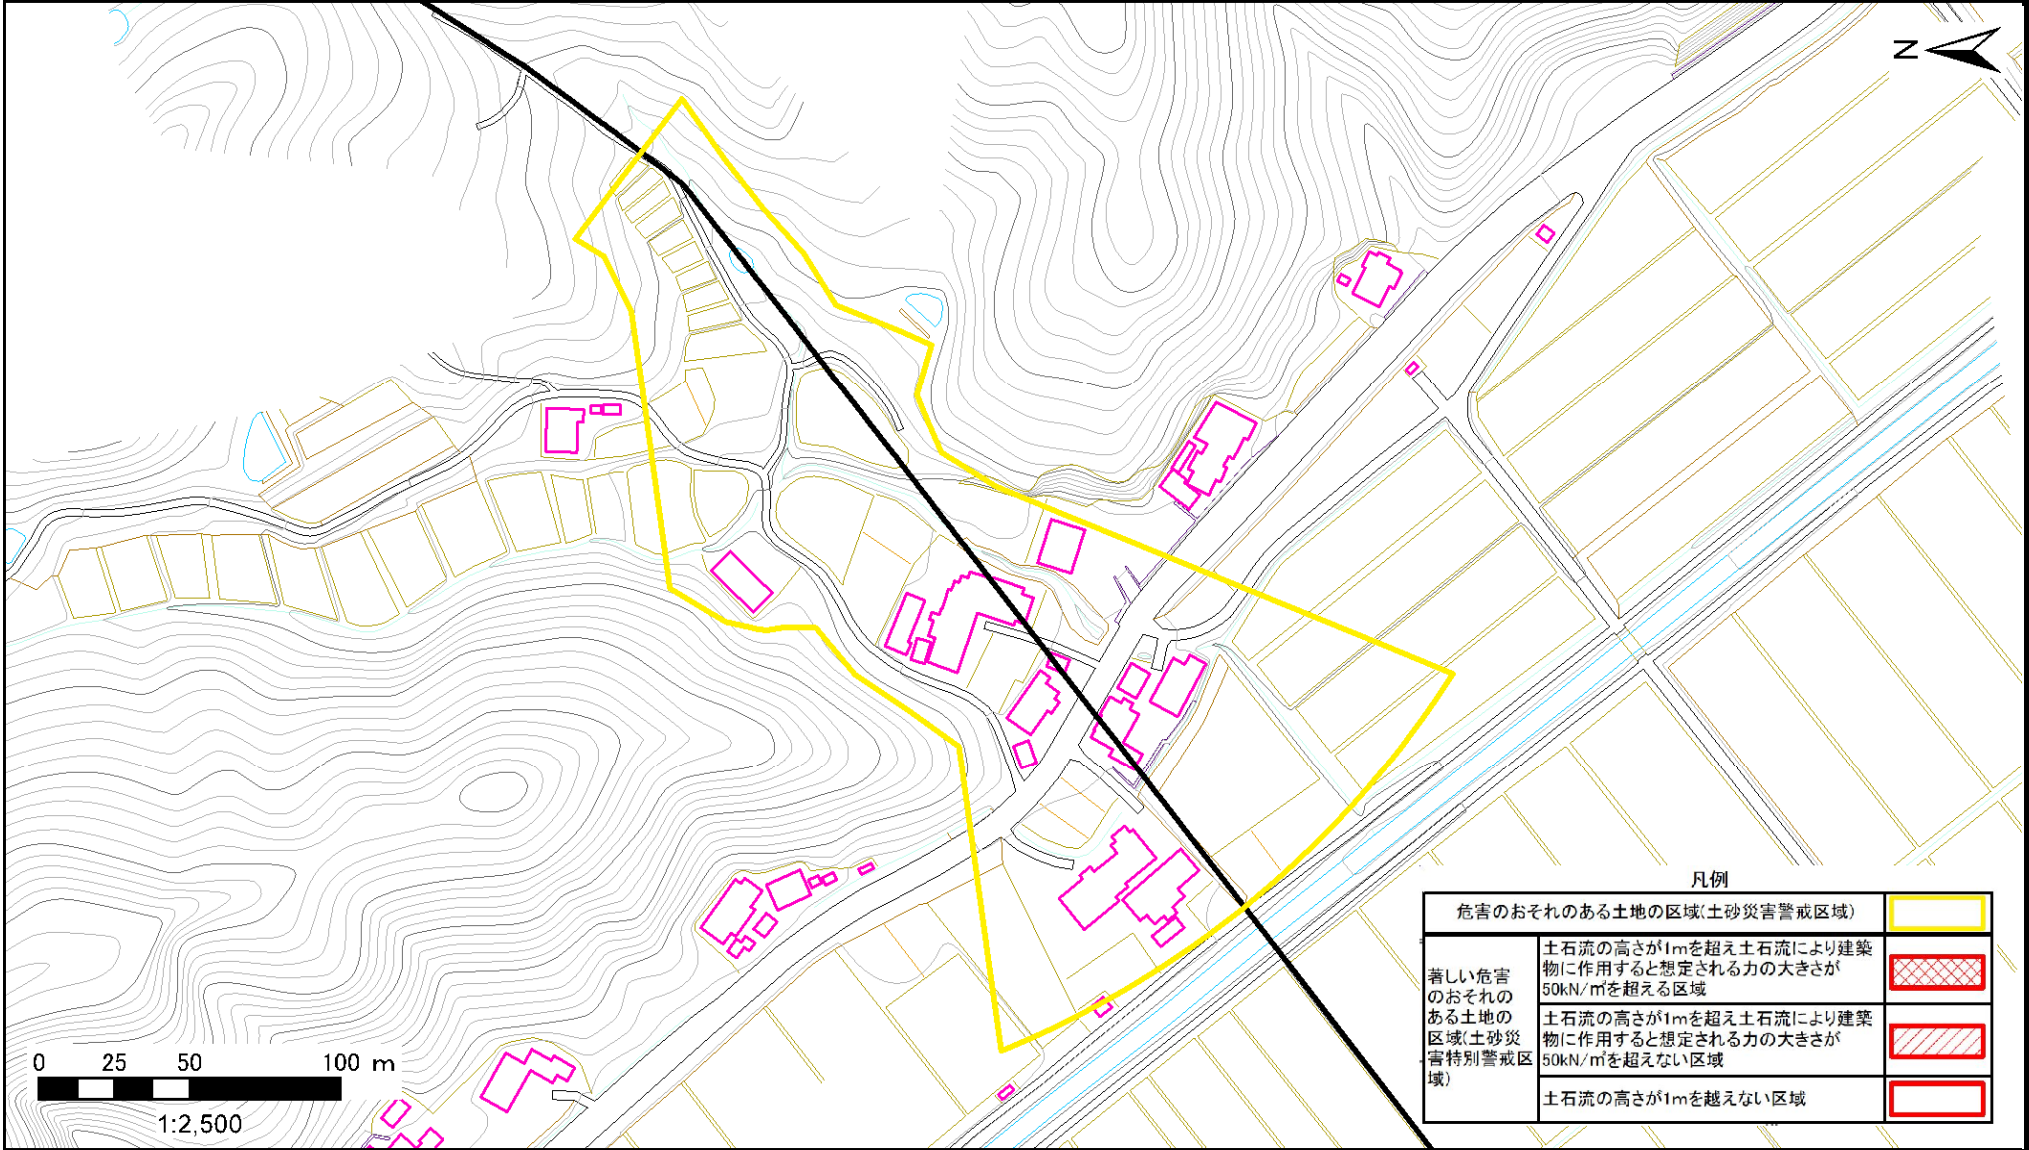 N
凡例
危害のおそれのある土地の区域(土砂災害警戒区域)
著しい危害
のおそれの
ある土地の
区域(土砂災
害特別警戒区
域)
土石流の高さが1mを超え土石流により建築
物に作用すると想定される力の大きさが
50kN/㎡を超える区域
土石流の高さが1mを超え土石流により建築
物に作用すると想定される力の大きさが
50kN/㎡を超えない区域
土石流の高さが1mを越えない区域
0 25 50 100 m
1:2,500